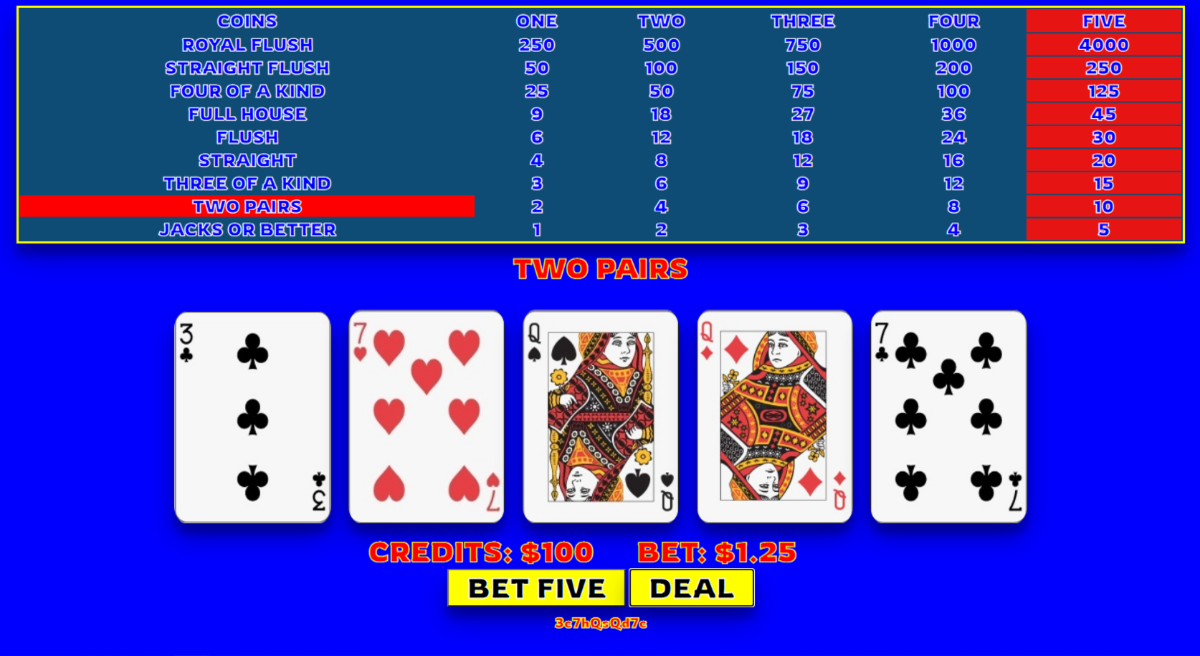 COINS ONE TWO THREE FOUR FIVE
ROYAL FLUSH 250 500 750 1000 4000
STRAIGHT FLUSH 50 100 150 200 250
FOUR OF A KIND 25 50 75 100 125
FULL HOUSE 9 18 27 36 45
FLUSH 6 12 18 24 30
STRAIGHT 4 8 12 16 20
THREE OF A KIND 3 6 9 12 15
TWO PAIRS 2 4 6 8 10
JACKS OR BETTER 1 2 3 4 5
TWO PAIRS
3 7 Q Q 7
3 7 Q Q 7
CREDITS: $100 BET: $1.25
BET FIVE DEAL
3c7hQsQd7c